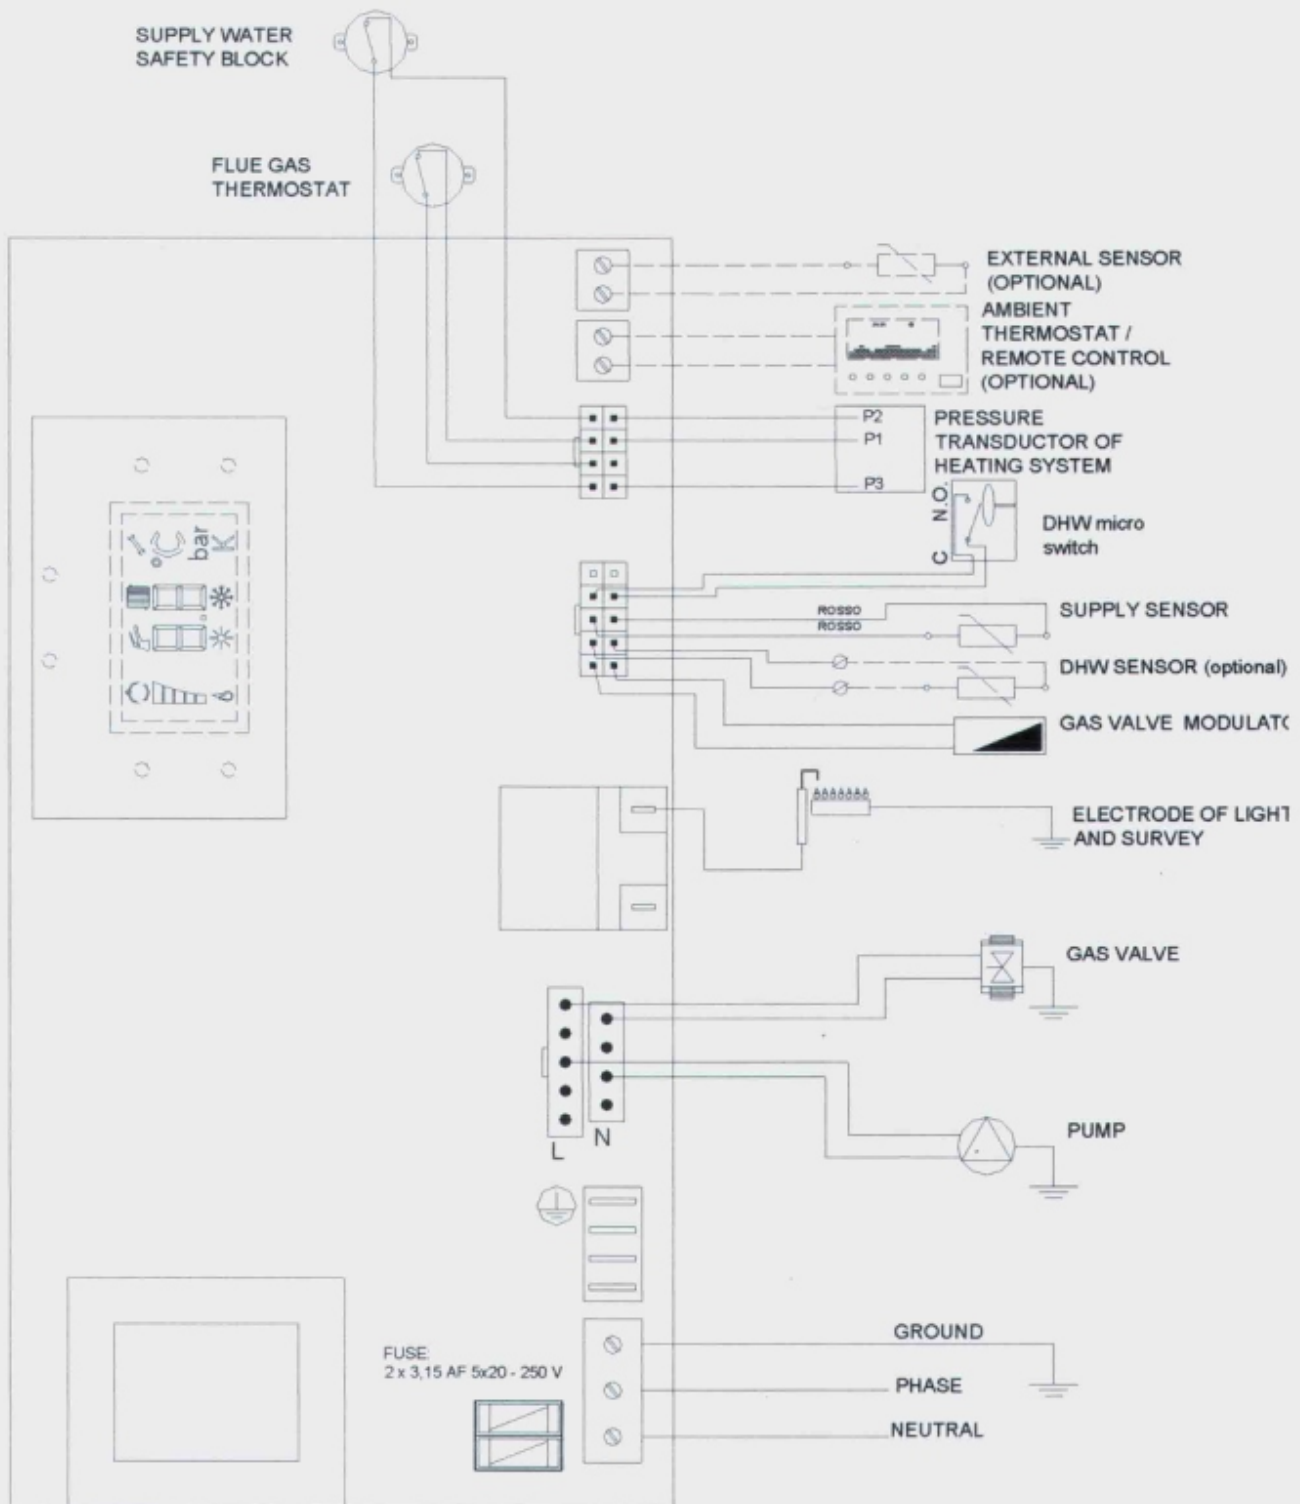 SUPPLY WATER
SAFETY BLOCK
FLUE GAS
THERMOSTAT
EXTERNAL SENSOR
(OPTIONAL)
AMBIENT
THERMOSTAT /
REMOTE CONTROL
(OPTIONAL)
P2
P1
P3
PRESSURE
TRANSDUCTOR OF
HEATING SYSTEM
N.O.
C
DHW micro
switch
°C
bar
K
ROSSO
ROSSO
SUPPLY SENSOR
DHW SENSOR (optional)
GAS VALVE MODULATO
ELECTRODE OF LIGHT
AND SURVEY
GAS VALVE
L
N
PUMP
FUSE:
2 x 3,15 AF 5x20 - 250 V
GROUND
PHASE
NEUTRAL